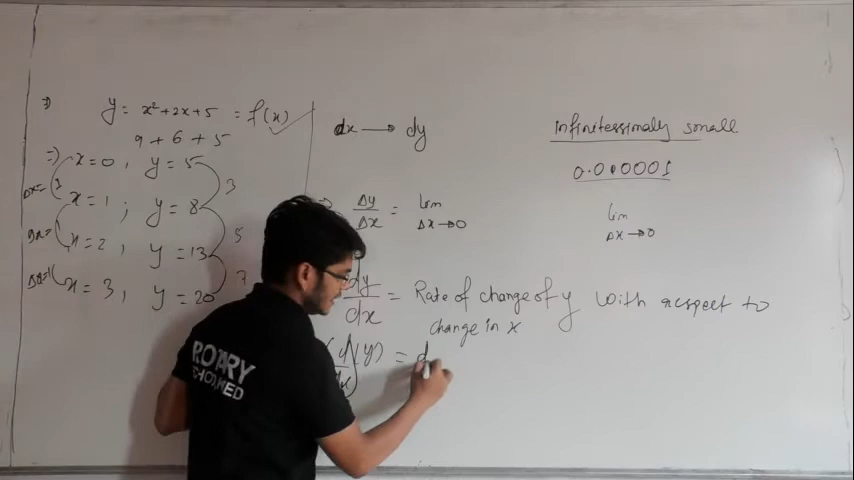 ⇒ y = x² + 2x + 5 = f(x) ✓
9 + 6 + 5
⇒ x = 0, y = 5
3
x = 1; y = 8
5
x = 2, y = 13
7
x = 3, y = 20
dx → dy
Δy/Δx = lim Δx→0
dy/dx = Rate of change of y with respect to
change in x
(d/dx)(y) = d
infinitessimaly small
0.000001
lim
Δx→0
ROTARY